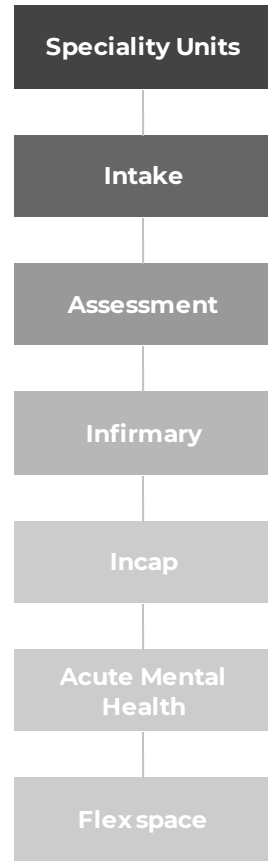 Speciality Units
Intake
Assessment
Infirmary
Incap
Acute Mental
Health
Flex space